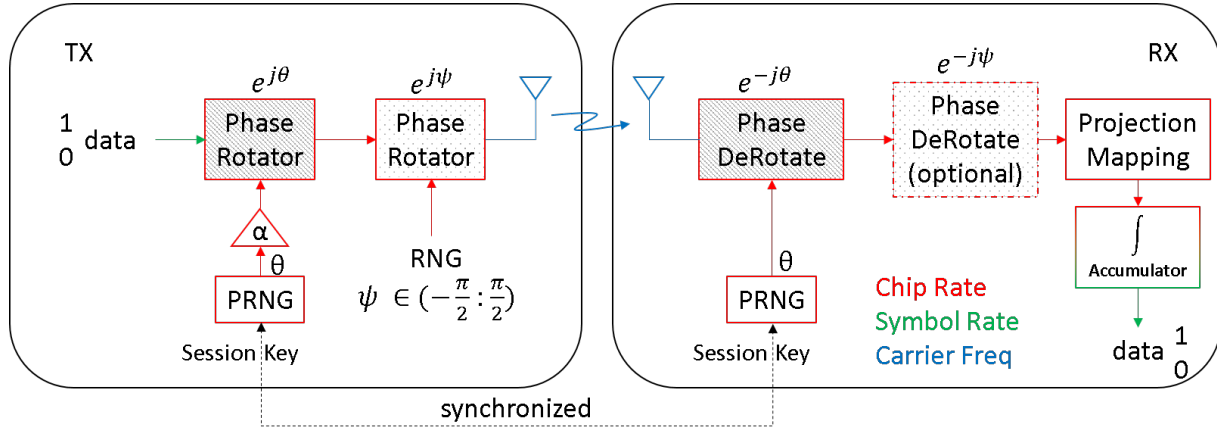 TX
1
0
data
e^{jθ}
Phase
Rotator
e^{jψ}
Phase
Rotator
α
θ
PRNG
Session Key
RNG
ψ ∈ (−π/2 : π/2)
RX
e^{−jθ}
Phase
DeRotate
e^{−jψ}
Phase
DeRotate
(optional)
Projection
Mapping
∫
Accumulator
θ
PRNG
Session Key
Chip Rate
Symbol Rate
Carrier Freq
data
1
0
synchronized